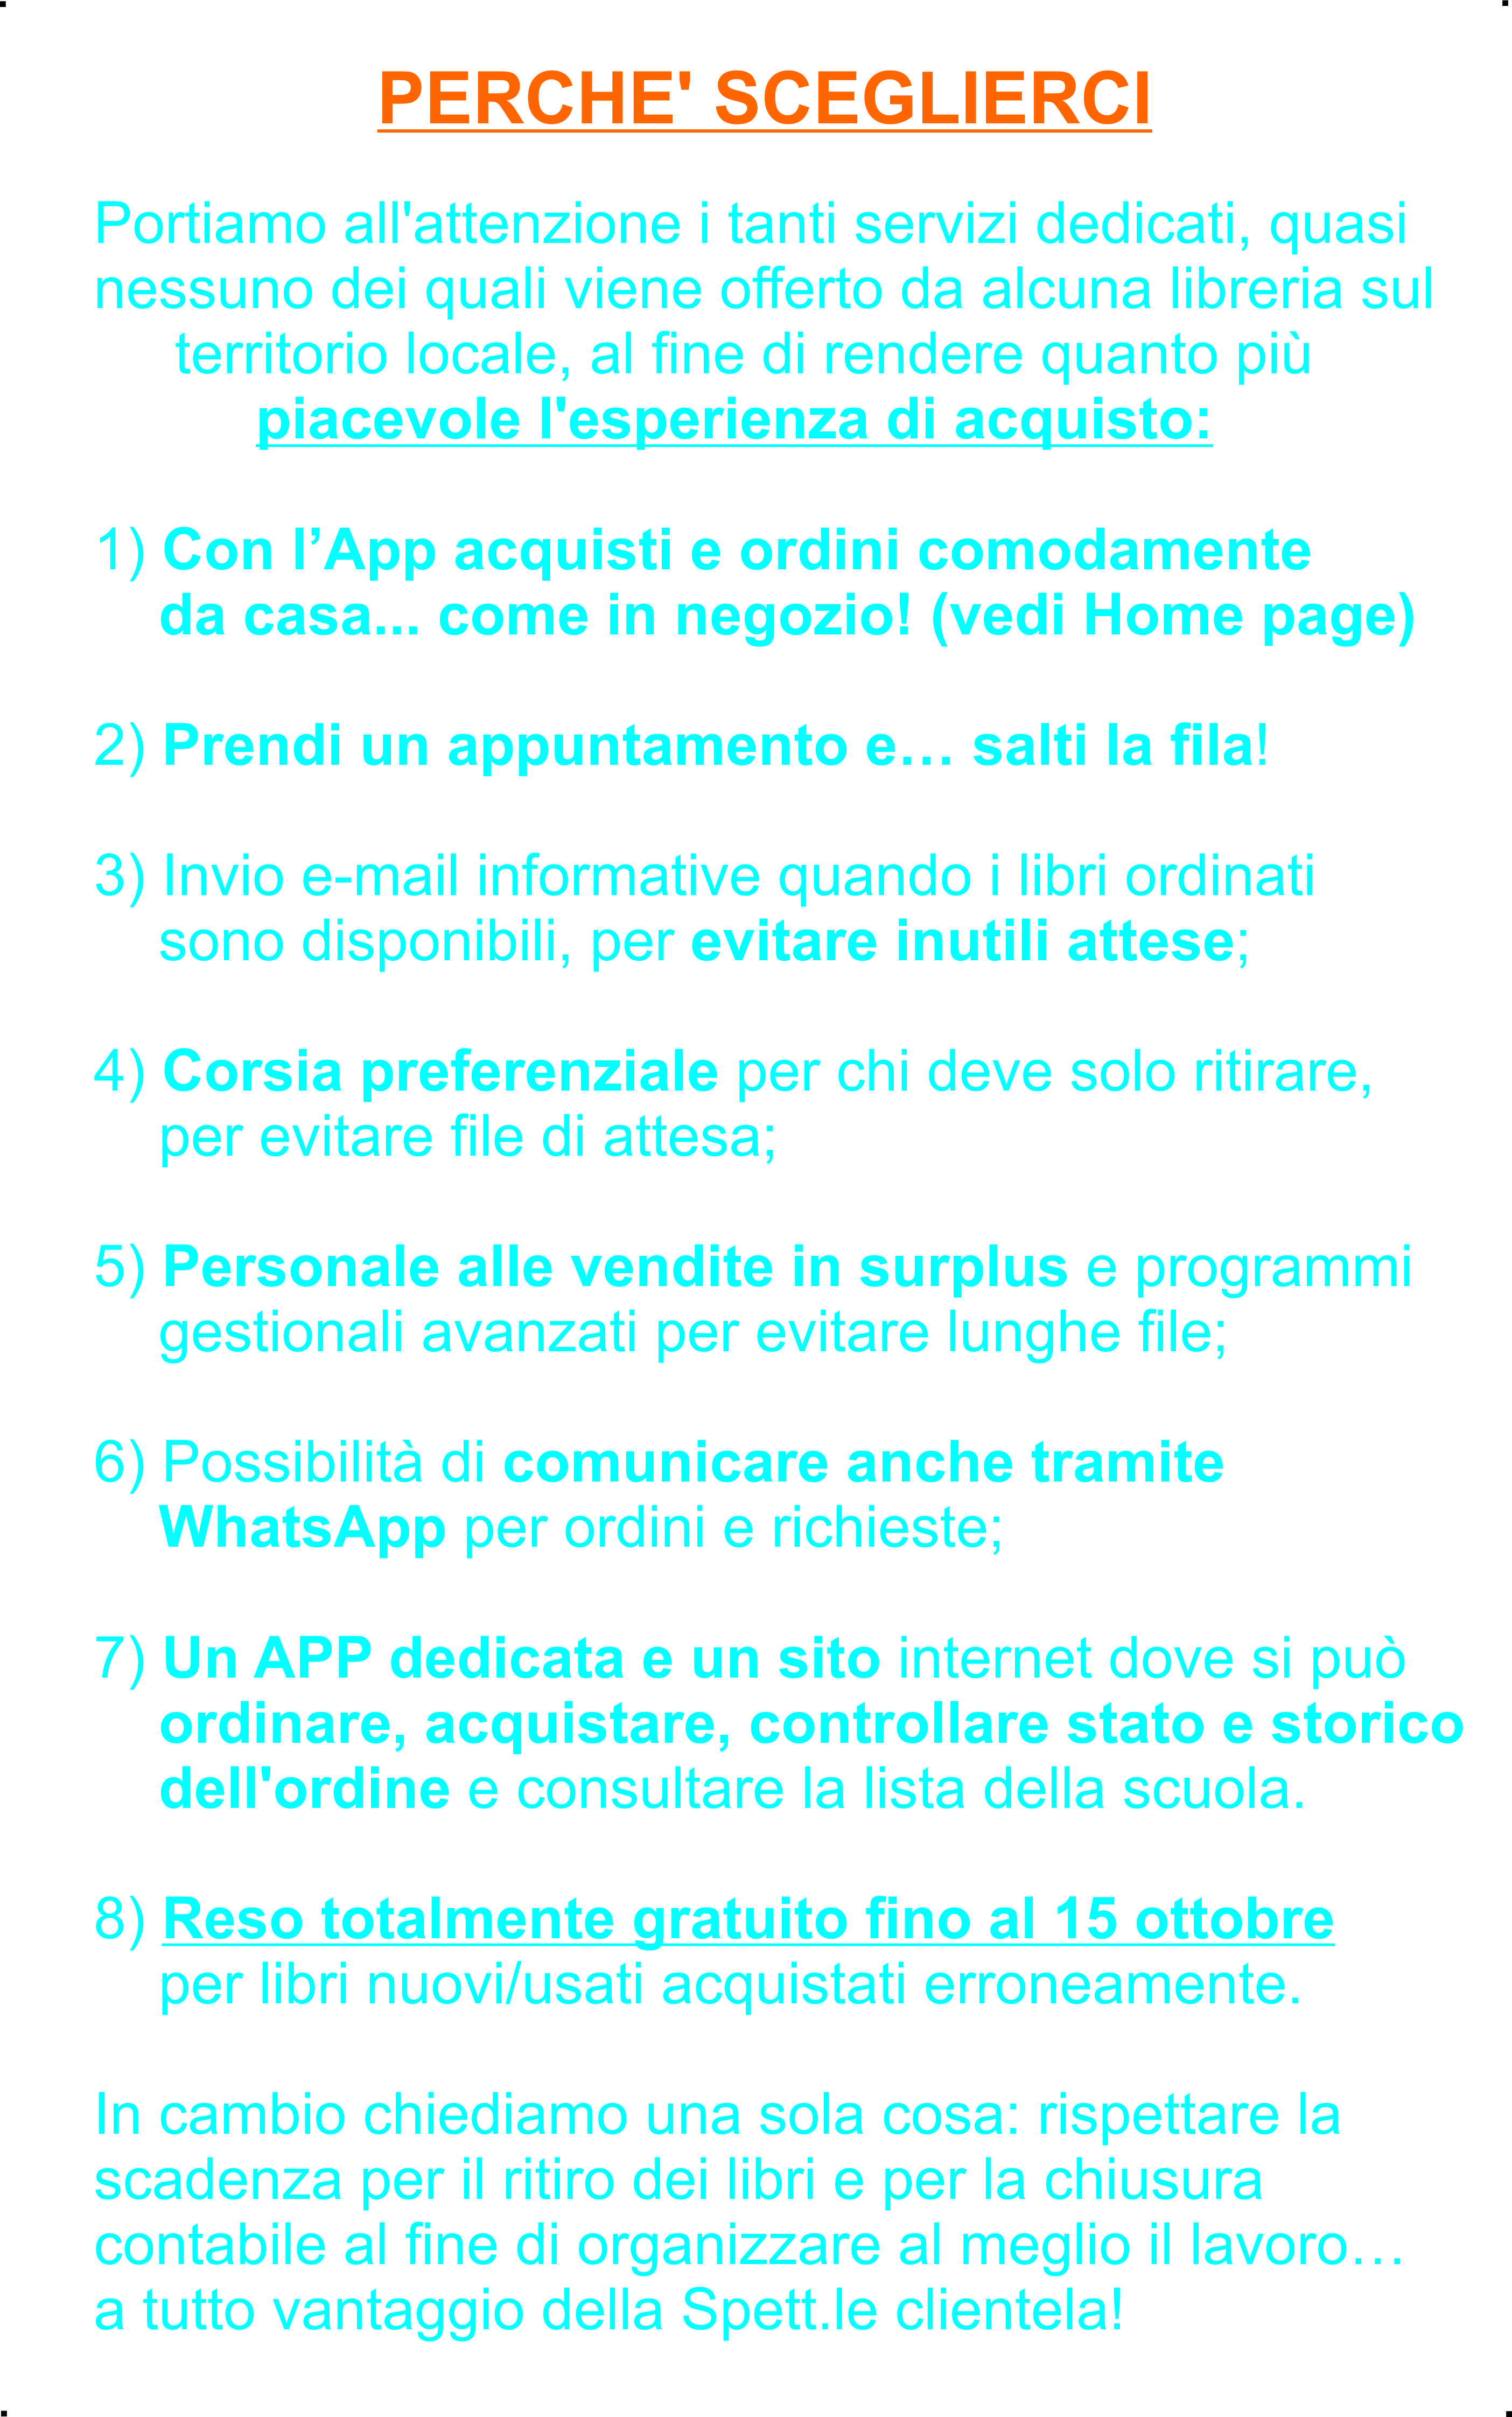 PERCHE' SCEGLIERCI
Portiamo all'attenzione i tanti servizi dedicati, quasi
nessuno dei quali viene offerto da alcuna libreria sul
territorio locale, al fine di rendere quanto più
piacevole l'esperienza di acquisto:
1) Con l’App acquisti e ordini comodamente
da casa... come in negozio! (vedi Home page)
2) Prendi un appuntamento e… salti la fila!
3) Invio e-mail informative quando i libri ordinati
sono disponibili, per evitare inutili attese;
4) Corsia preferenziale per chi deve solo ritirare,
per evitare file di attesa;
5) Personale alle vendite in surplus e programmi
gestionali avanzati per evitare lunghe file;
6) Possibilità di comunicare anche tramite
WhatsApp per ordini e richieste;
7) Un APP dedicata e un sito internet dove si può
ordinare, acquistare, controllare stato e storico
dell'ordine e consultare la lista della scuola.
8) Reso totalmente gratuito fino al 15 ottobre
per libri nuovi/usati acquistati erroneamente.
In cambio chiediamo una sola cosa: rispettare la
scadenza per il ritiro dei libri e per la chiusura
contabile al fine di organizzare al meglio il lavoro…
a tutto vantaggio della Spett.le clientela!